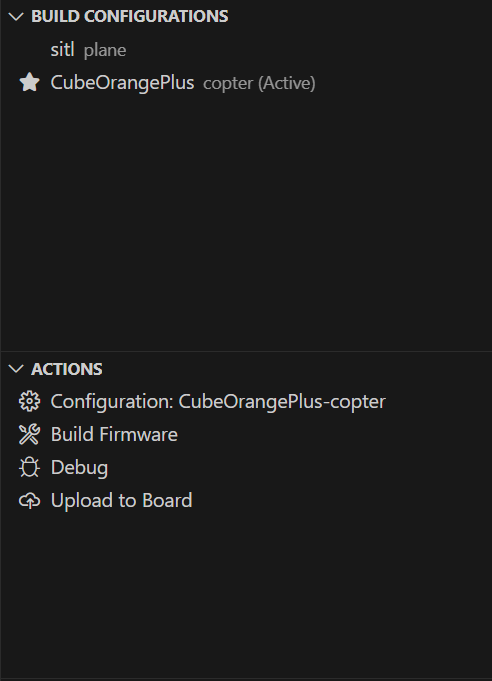 BUILD CONFIGURATIONS
sitl plane
CubeOrangePlus copter (Active)
ACTIONS
Configuration: CubeOrangePlus-copter
Build Firmware
Debug
Upload to Board